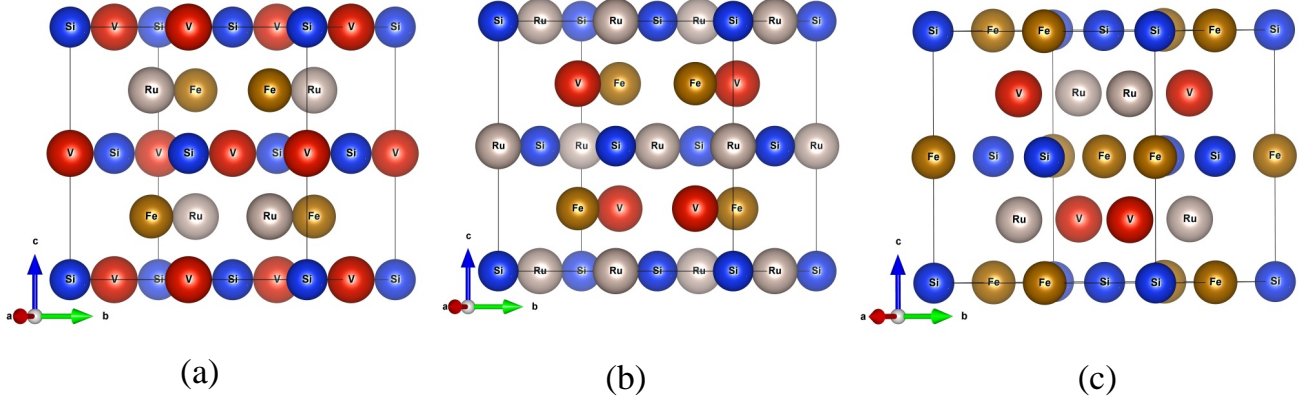 Si V Si V Si V Si V Si
Ru Fe Fe Ru
V Si V Si V Si V Si V
Fe Ru Ru Fe
Si V Si V Si V Si V Si
c
a b
(a)
Si Ru Si Ru Si Ru Si Ru Si
V Fe Fe V
Ru Si Ru Si Ru Si Ru Si Ru
Fe V V Fe
Si Ru Si Ru Si Ru Si Ru Si
c
a b
(b)
Si Fe Fe Si Si Fe Si
V Ru Ru V
Fe Si Si Fe Fe Si Fe
Ru V V Ru
Si Fe Fe Si Si Fe Si
c
a b
(c)